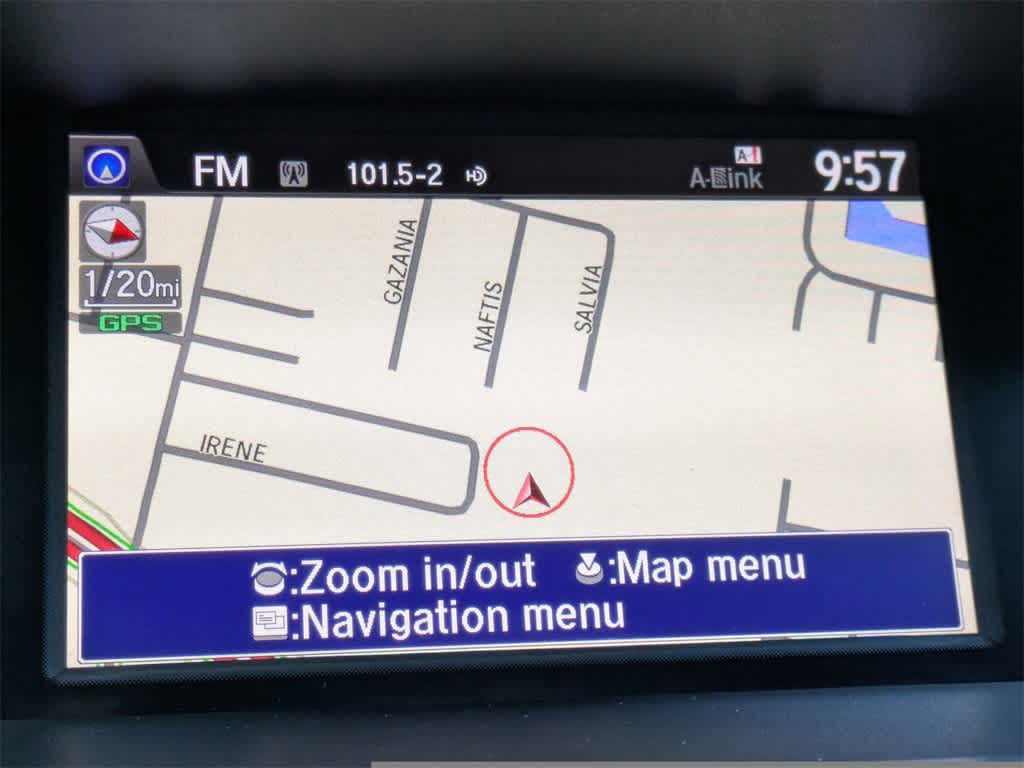 FM 101.5-2 HD A-Link 9:57
1/20mi
GPS
GAZANIA
NAFTIS
SALVIA
IRENE
:Zoom in/out :Map menu
:Navigation menu